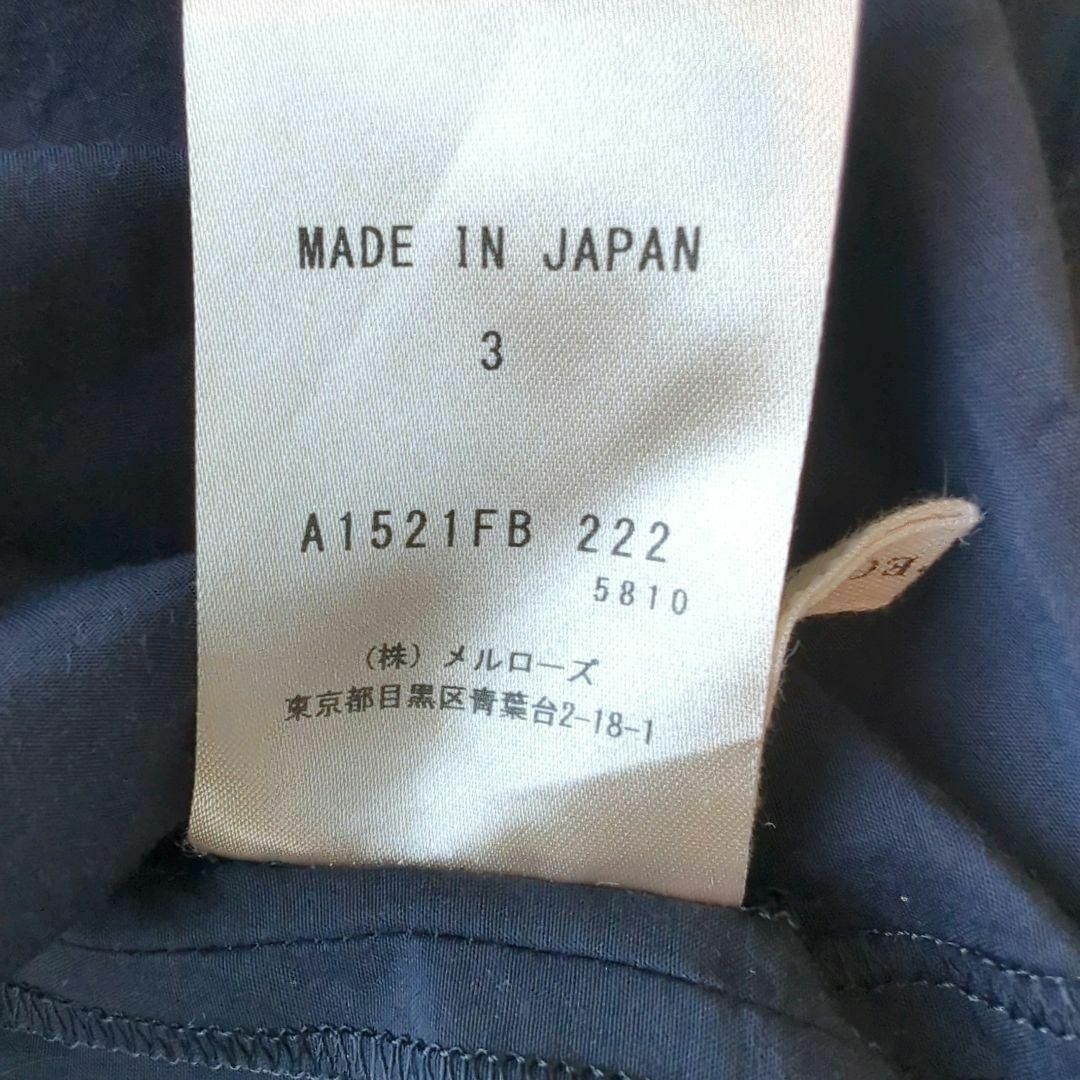 MADE IN JAPAN
3
A1521FB 222
5810
(株) メルローズ
東京都目黒区青葉台2-18-1